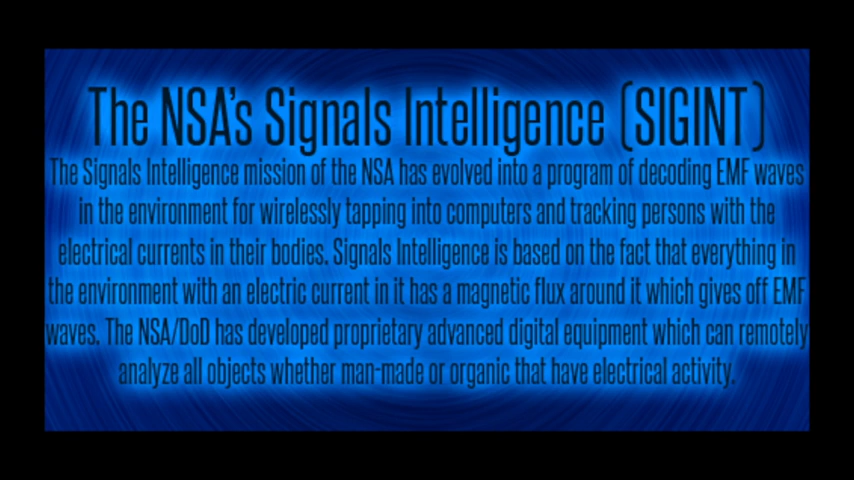 The NSA's Signals Intelligence (SIGINT)
The Signals Intelligence mission of the NSA has evolved into a program of decoding EMF waves
in the environment for wirelessly tapping into computers and tracking persons with the
electrical currents in their bodies. Signals Intelligence is based on the fact that everything in
the environment with an electric current in it has a magnetic flux around it which gives off EMF
waves. The NSA/DoD has developed proprietary advanced digital equipment which can remotely
analyze all objects whether man-made or organic that have electrical activity.